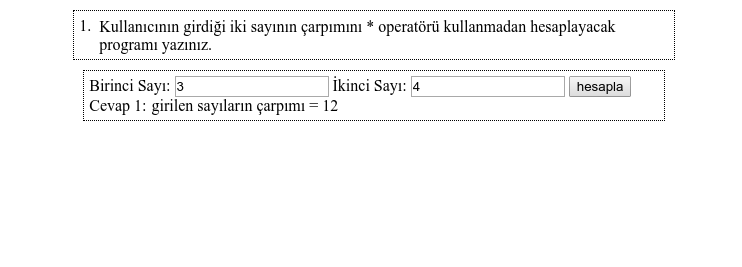 1. Kullanıcının girdiği iki sayının çarpımını * operatörü kullanmadan hesaplayacak
programı yazınız.
Birinci Sayı: 3 İkinci Sayı: 4 hesapla
Cevap 1: girilen sayıların çarpımı = 12